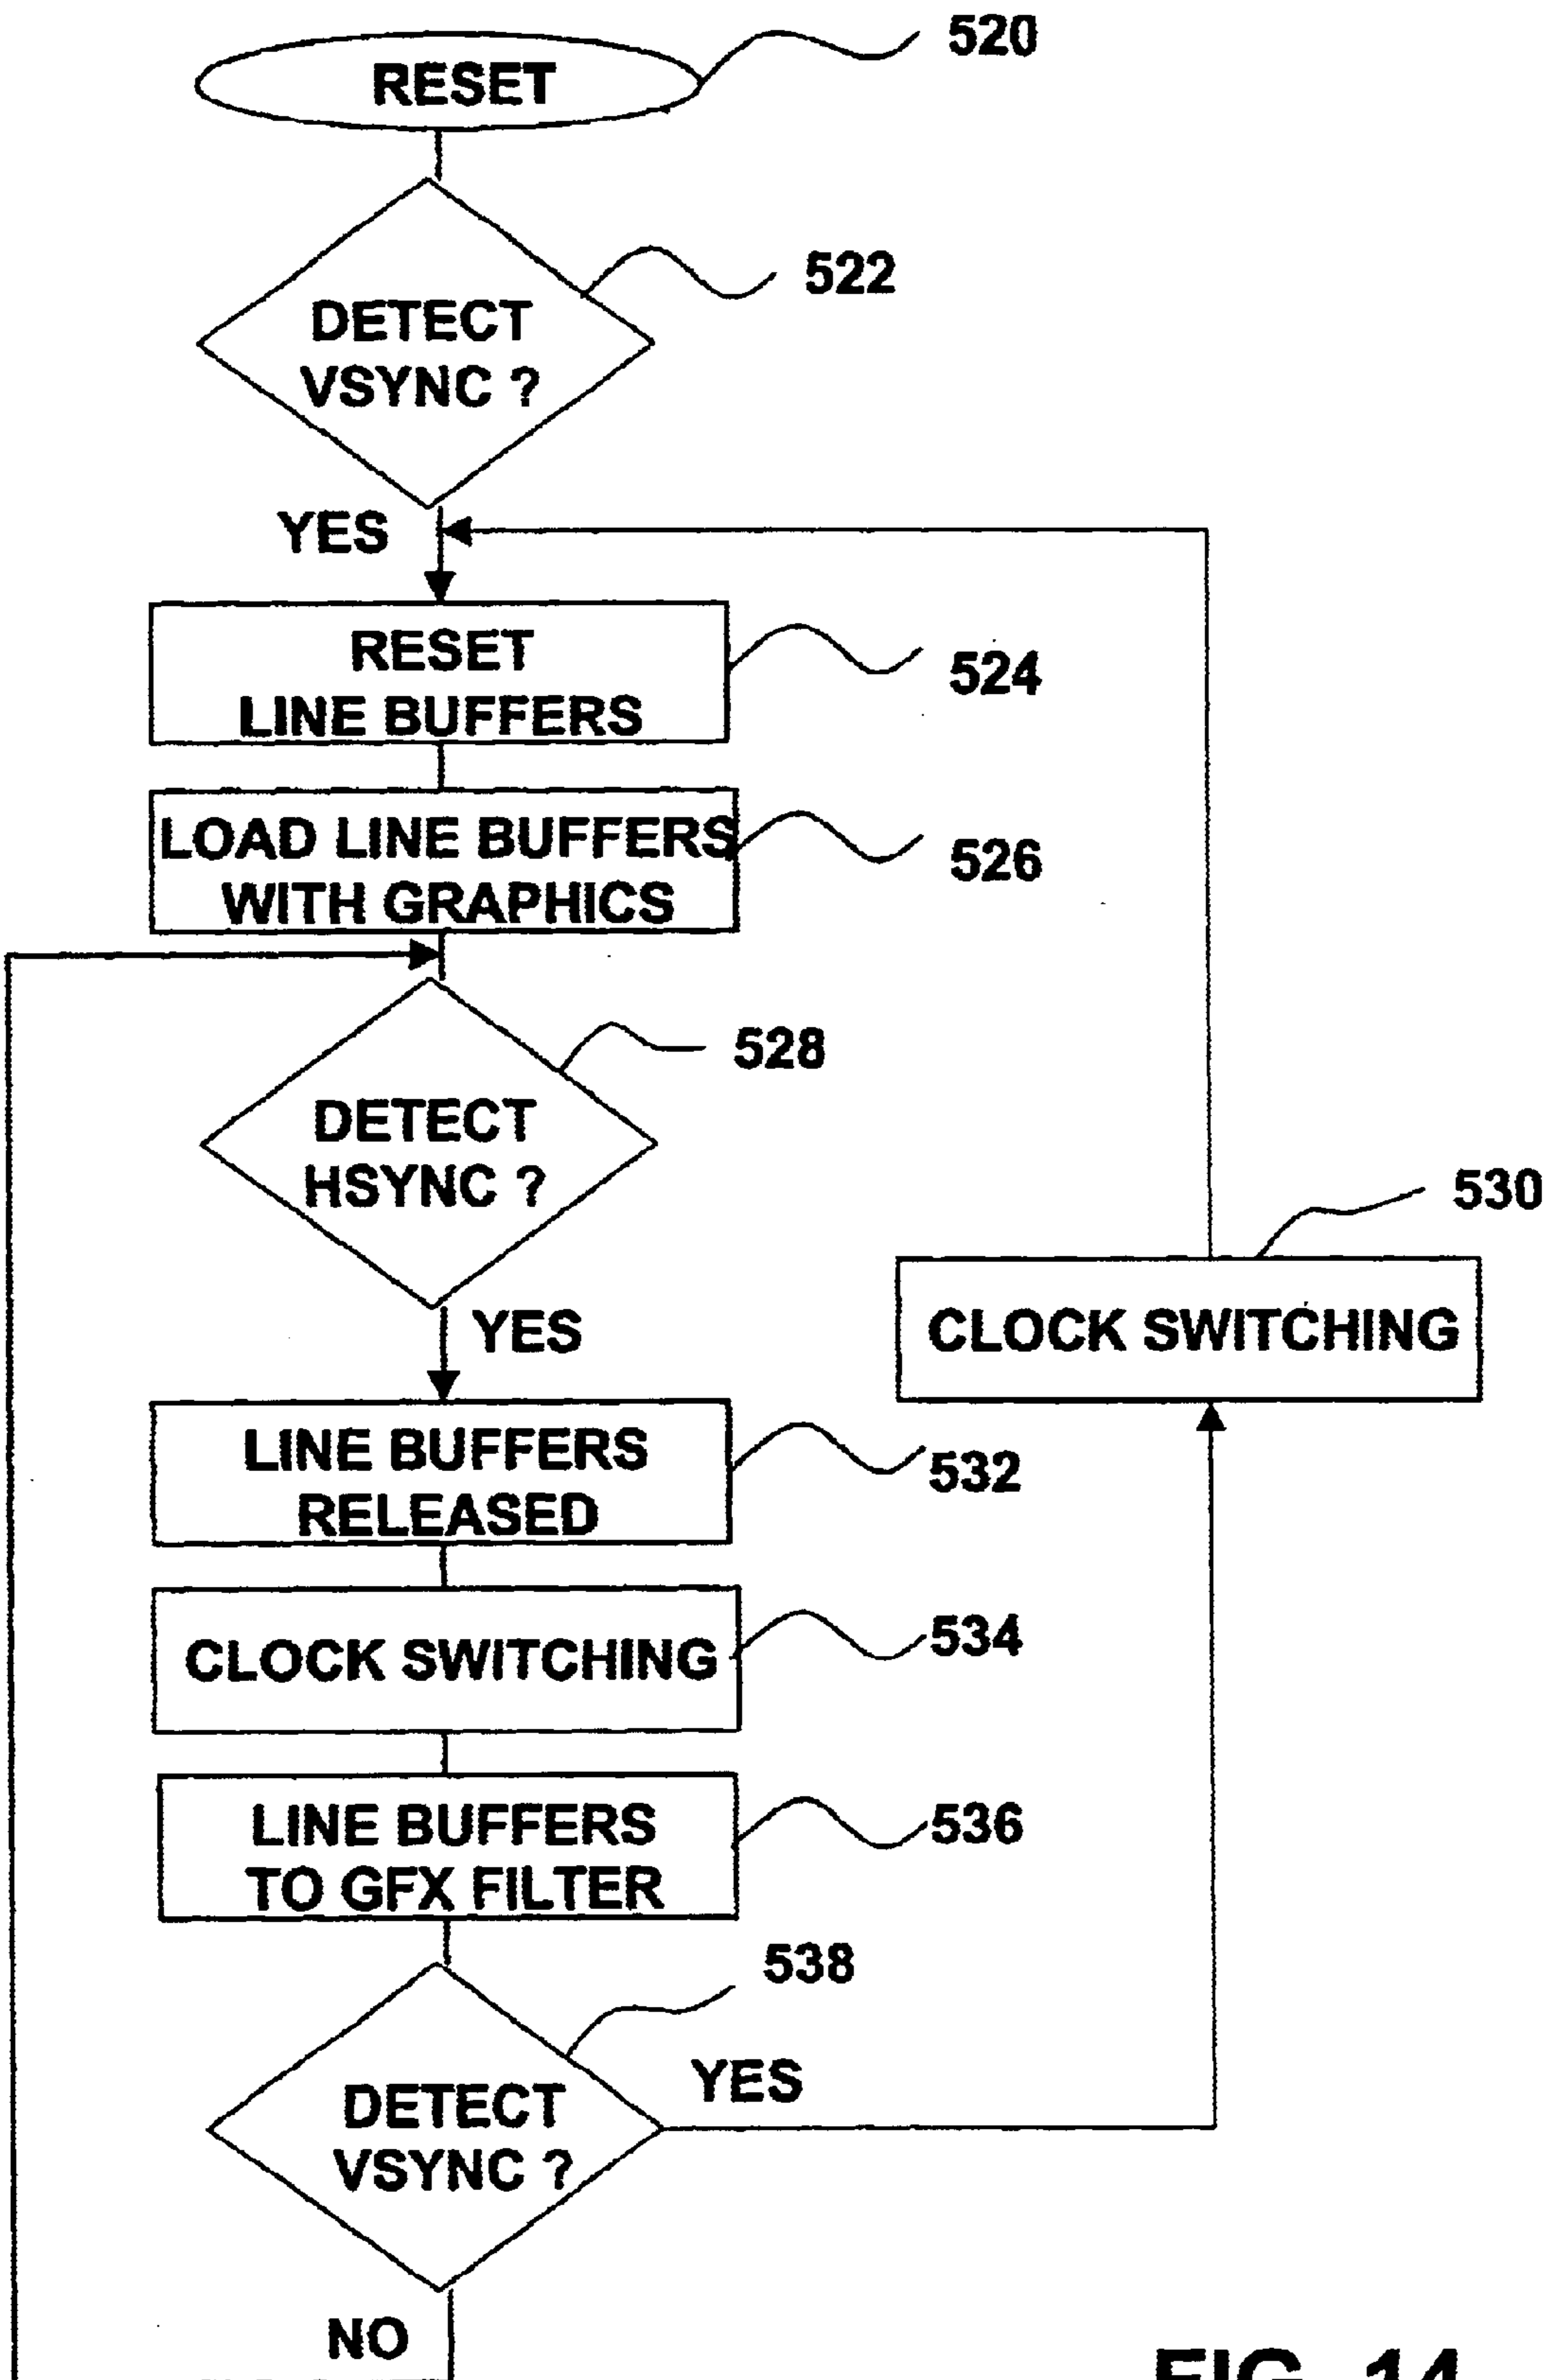 RESET
520
DETECT
VSYNC ?
522
YES
RESET
LINE BUFFERS
524
LOAD LINE BUFFERS
WITH GRAPHICS
526
DETECT
HSYNC ?
528
YES
530
CLOCK SWITCHING
LINE BUFFERS
RELEASED
532
CLOCK SWITCHING
534
LINE BUFFERS
TO GFX FILTER
536
538
DETECT
VSYNC ?
YES
NO
FIG. 14